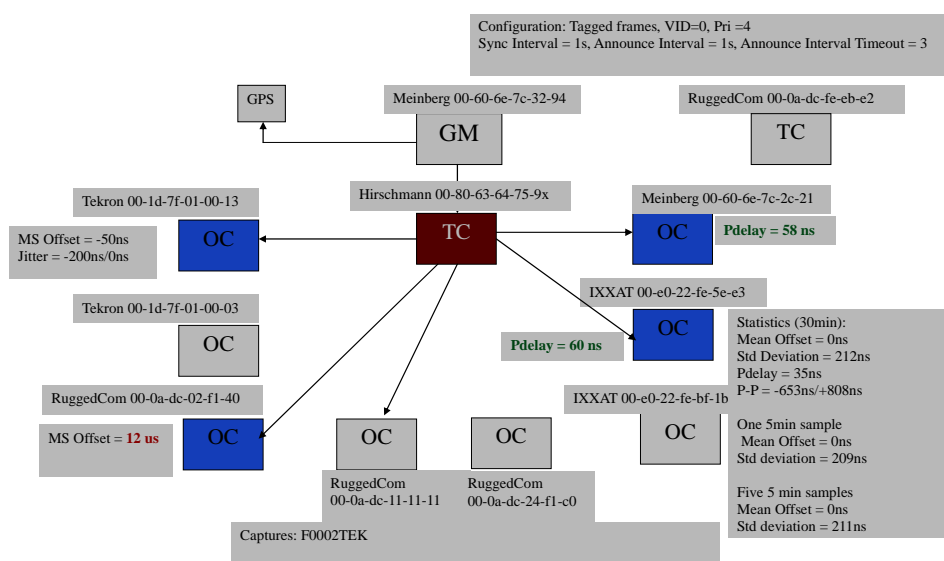 Configuration: Tagged frames, VID=0, Pri =4
Sync Interval = 1s, Announce Interval = 1s, Announce Interval Timeout = 3
GPS
Meinberg 00-60-6e-7c-32-94
GM
RuggedCom 00-0a-dc-fe-eb-e2
TC
Hirschmann 00-80-63-64-75-9x
TC
Tekron 00-1d-7f-01-00-13
OC
MS Offset = -50ns
Jitter = -200ns/0ns
Meinberg 00-60-6e-7c-2c-21
OC
Pdelay = 58 ns
Tekron 00-1d-7f-01-00-03
OC
IXXAT 00-e0-22-fe-5e-e3
OC
Pdelay = 60 ns
Statistics (30min):
Mean Offset = 0ns
Std Deviation = 212ns
Pdelay = 35ns
P-P = -653ns/+808ns
One 5min sample
Mean Offset = 0ns
Std deviation = 209ns
Five 5 min samples
Mean Offset = 0ns
Std deviation = 211ns
RuggedCom 00-0a-dc-02-f1-40
OC
MS Offset = 12 us
OC
RuggedCom
00-0a-dc-11-11-11
OC
RuggedCom
00-0a-dc-24-f1-c0
IXXAT 00-e0-22-fe-bf-1b
OC
Captures: F0002TEK